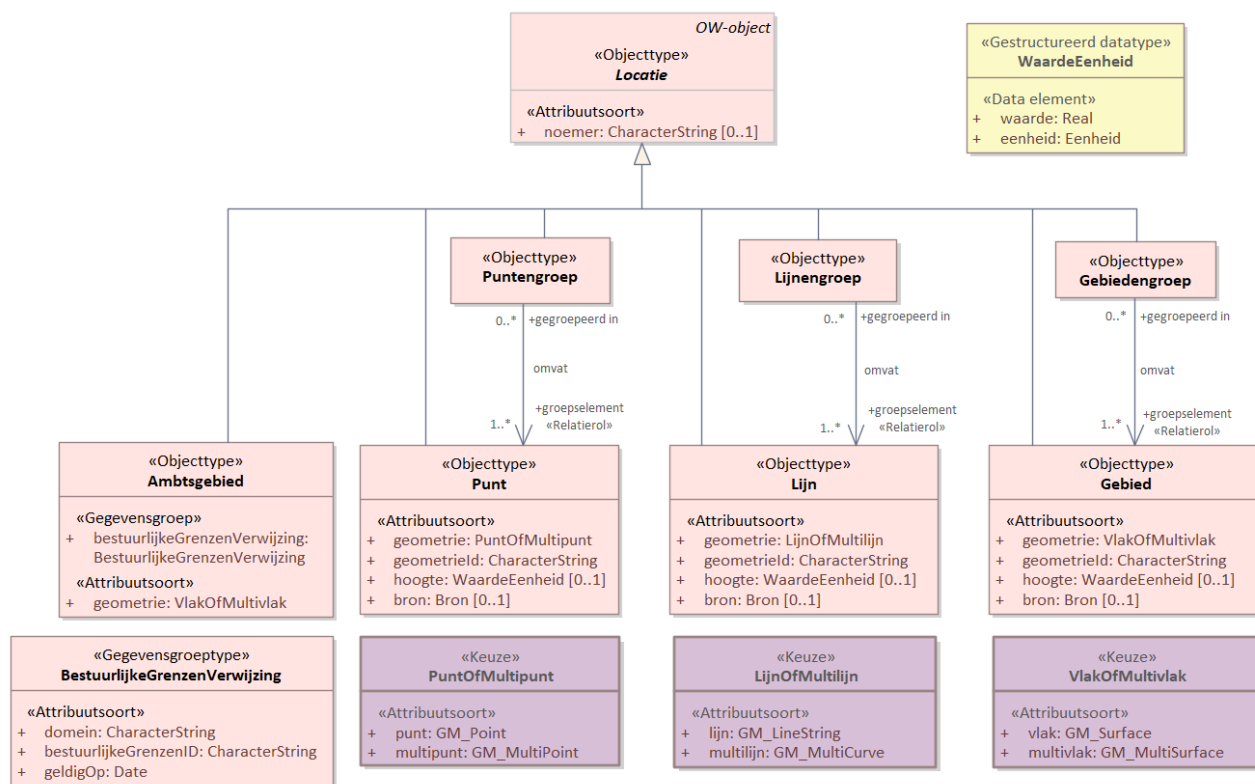 OW-object
«Objecttype»
Locatie
«Attribuutsoort»
+ noemer: CharacterString [0..1]
«Gestructureerd datatype»
WaardeEenheid
«Data element»
+ waarde: Real
+ eenheid: Eenheid
«Objecttype»
Puntengroep
«Objecttype»
Lijnengroep
«Objecttype»
Gebiedengroep
0..* +gegroepeerd in
omvat
+groepselement
1..* «Relatierol»
0..* +gegroepeerd in
omvat
+groepselement
1..* «Relatierol»
0..* +gegroepeerd in
omvat
+groepselement
1..* «Relatierol»
«Objecttype»
Ambtsgebied
«Gegevensgroep»
+ bestuurlijkeGrenzenVerwijzing:
BestuurlijkeGrenzenVerwijzing
«Attribuutsoort»
+ geometrie: VlakOfMultivlak
«Objecttype»
Punt
«Attribuutsoort»
+ geometrie: PuntOfMultipunt
+ geometrieId: CharacterString
+ hoogte: WaardeEenheid [0..1]
+ bron: Bron [0..1]
«Objecttype»
Lijn
«Attribuutsoort»
+ geometrie: LijnOfMultilijn
+ geometrieId: CharacterString
+ hoogte: WaardeEenheid [0..1]
+ bron: Bron [0..1]
«Objecttype»
Gebied
«Attribuutsoort»
+ geometrie: VlakOfMultivlak
+ geometrieId: CharacterString
+ hoogte: WaardeEenheid [0..1]
+ bron: Bron [0..1]
«Gegevensgroeptype»
BestuurlijkeGrenzenVerwijzing
«Attribuutsoort»
+ domein: CharacterString
+ bestuurlijkeGrenzenID: CharacterString
+ geldigOp: Date
«Keuze»
PuntOfMultipunt
«Attribuutsoort»
+ punt: GM_Point
+ multipunt: GM_MultiPoint
«Keuze»
LijnOfMultilijn
«Attribuutsoort»
+ lijn: GM_LineString
+ multilijn: GM_MultiCurve
«Keuze»
VlakOfMultivlak
«Attribuutsoort»
+ vlak: GM_Surface
+ multivlak: GM_MultiSurface